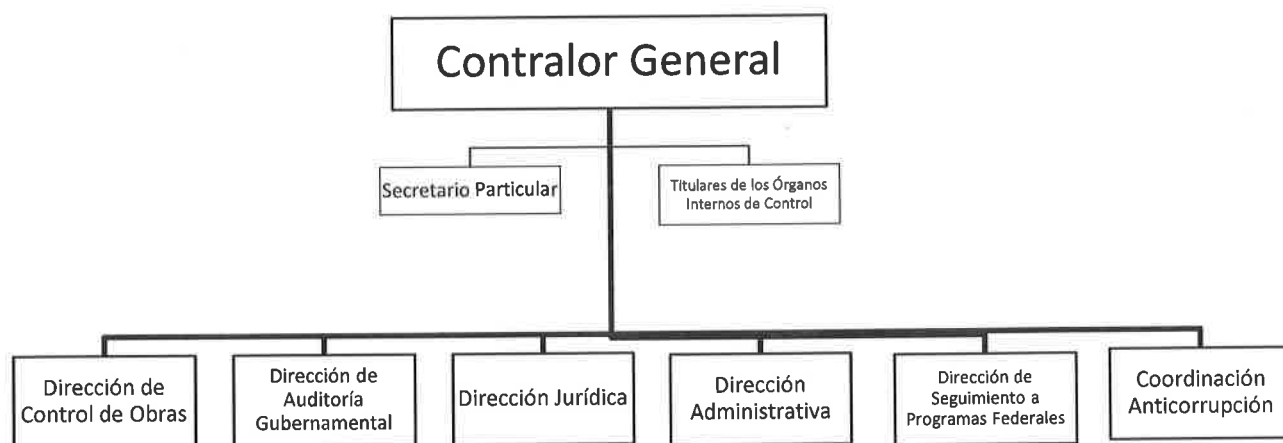 Contralor General
Secretario Particular
Titulares de los Órganos
Internos de Control
Dirección de
Control de Obras
Dirección de
Auditoría
Gubernamental
Dirección Jurídica
Dirección
Administrativa
Dirección de
Seguimiento a
Programas Federales
Coordinación
Anticorrupción